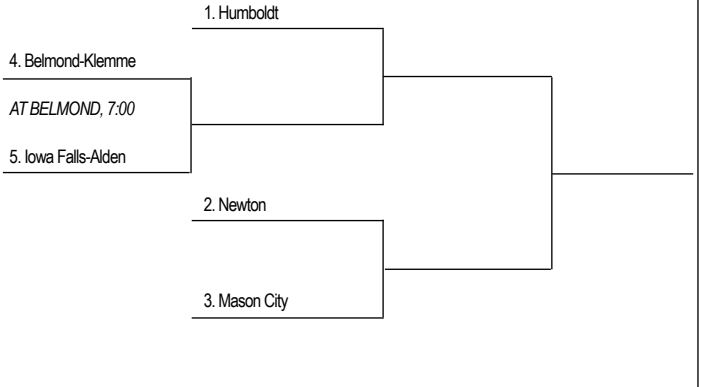 1. Humboldt
4. Belmond-Klemme
AT BELMOND, 7:00
5. Iowa Falls-Alden
2. Newton
3. Mason City